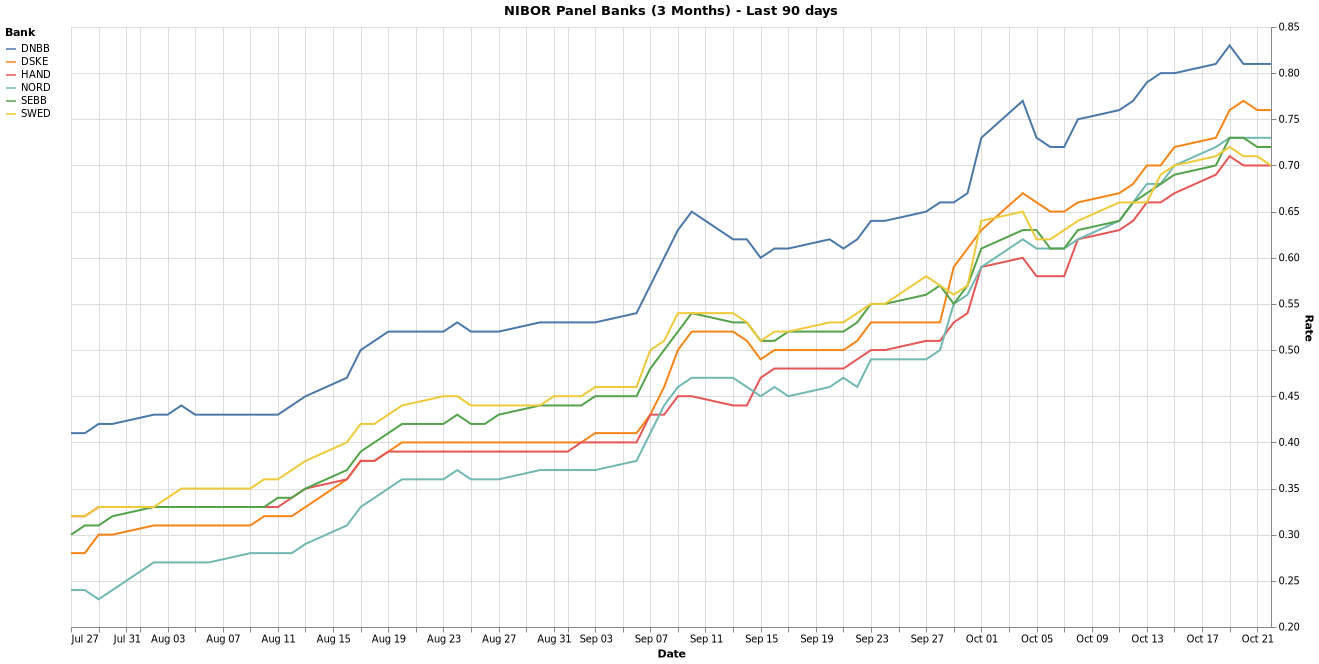 NIBOR Panel Banks (3 Months) - Last 90 days
Bank
DNBB
DSKE
HAND
NORD
SEBB
SWED
0.85
0.80
0.75
0.70
0.65
0.60
0.55
0.50
0.45
0.40
0.35
0.30
0.25
0.20
Rate
Jul 27 Jul 31 Aug 03 Aug 07 Aug 11 Aug 15 Aug 19 Aug 23 Aug 27 Aug 31 Sep 03 Sep 07 Sep 11 Sep 15 Sep 19 Sep 23 Sep 27 Oct 01 Oct 05 Oct 09 Oct 13 Oct 17 Oct 21
Date